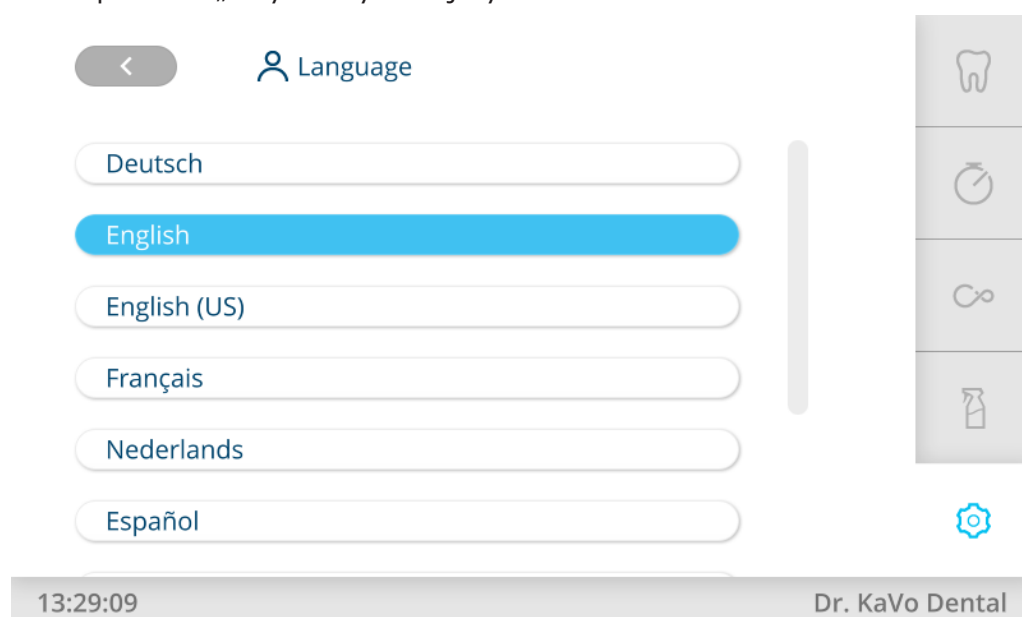 Language
Deutsch
English
English (US)
Français
Nederlands
Español
13:29:09
Dr. KaVo Dental